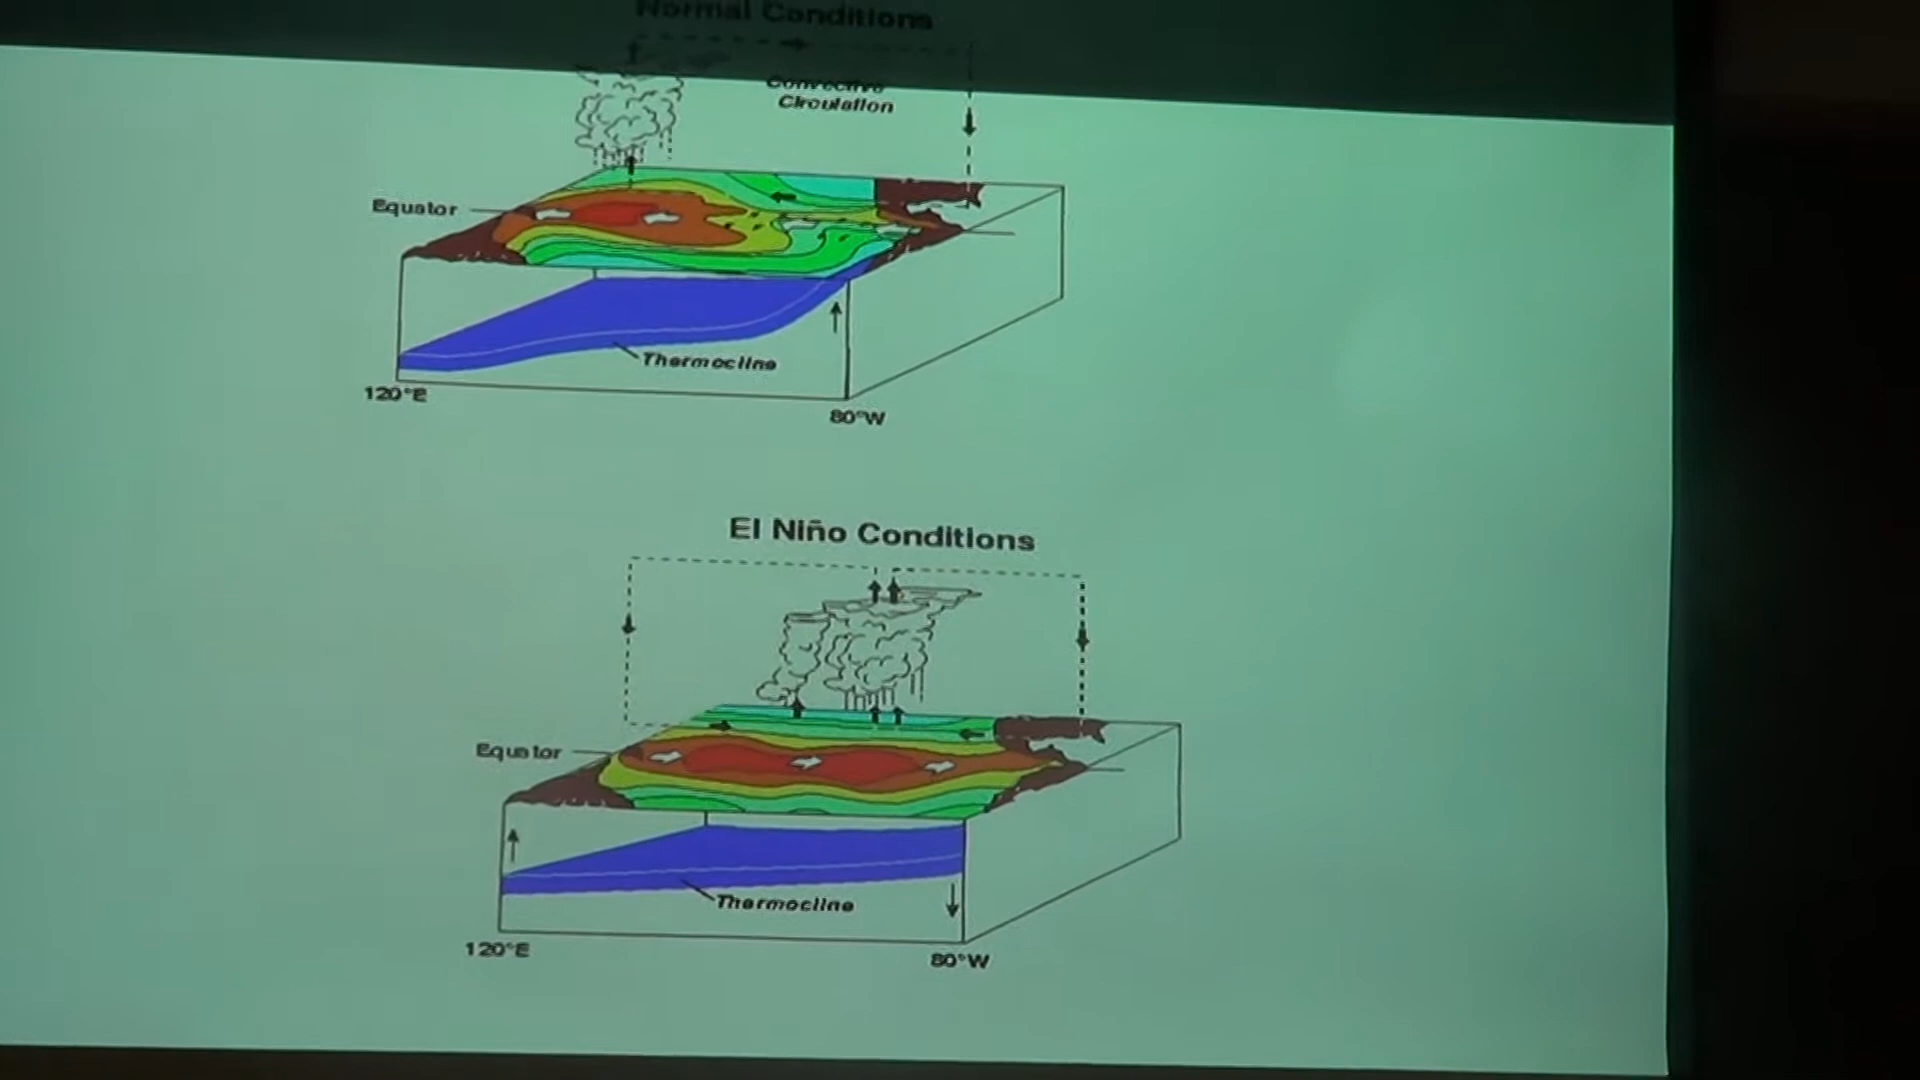 Normal Conditions
Convective
Circulation
Equator
Thermocline
120°E
80°W
El Niño Conditions
Equator
Thermocline
120°E
80°W